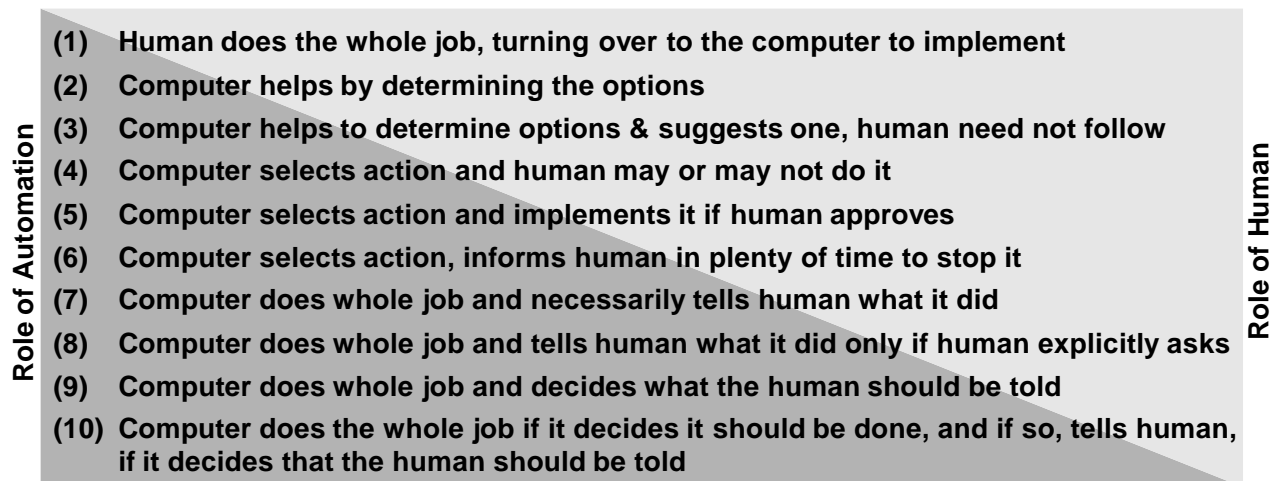 Role of Automation
(1) Human does the whole job, turning over to the computer to implement
(2) Computer helps by determining the options
(3) Computer helps to determine options & suggests one, human need not follow
(4) Computer selects action and human may or may not do it
(5) Computer selects action and implements it if human approves
(6) Computer selects action, informs human in plenty of time to stop it
(7) Computer does whole job and necessarily tells human what it did
(8) Computer does whole job and tells human what it did only if human explicitly asks
(9) Computer does whole job and decides what the human should be told
(10) Computer does the whole job if it decides it should be done, and if so, tells human,
if it decides that the human should be told
Role of Human